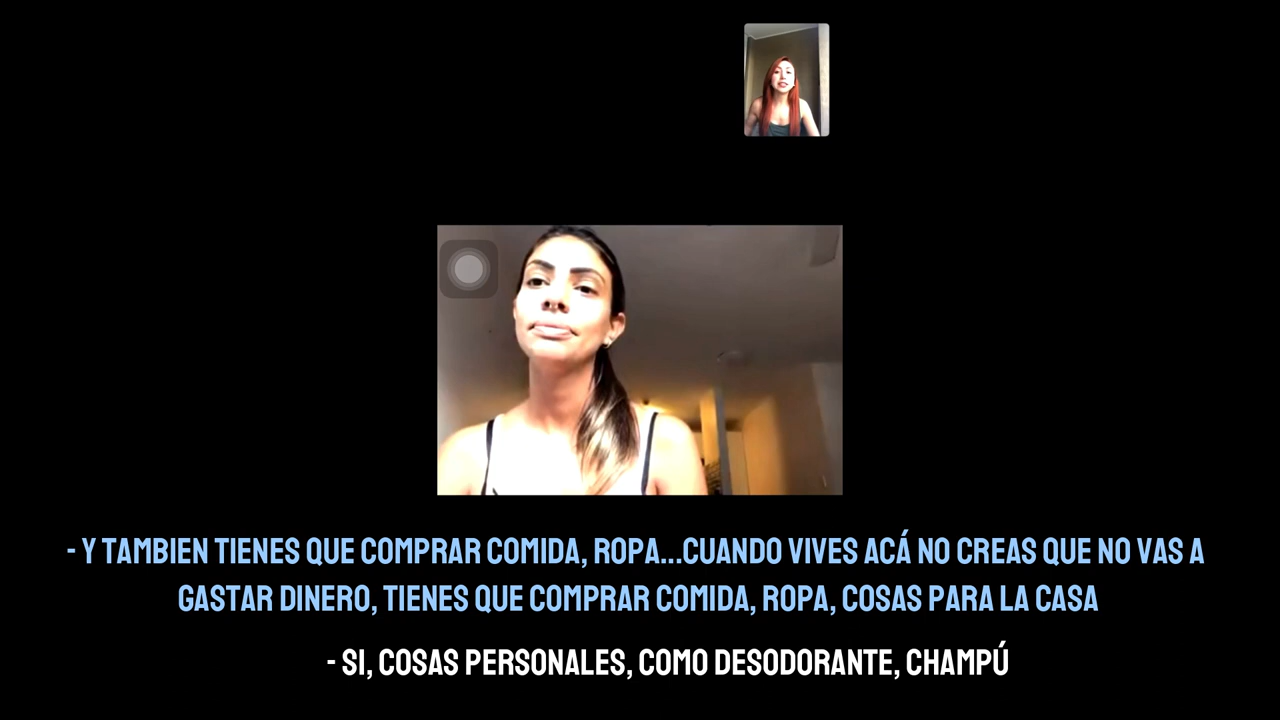 - Y TAMBIEN TIENES QUE COMPRAR COMIDA, ROPA...CUANDO VIVES ACÁ NO CREAS QUE NO VAS A
GASTAR DINERO, TIENES QUE COMPRAR COMIDA, ROPA, COSAS PARA LA CASA
- SI, COSAS PERSONALES, COMO DESODORANTE, CHAMPÚ